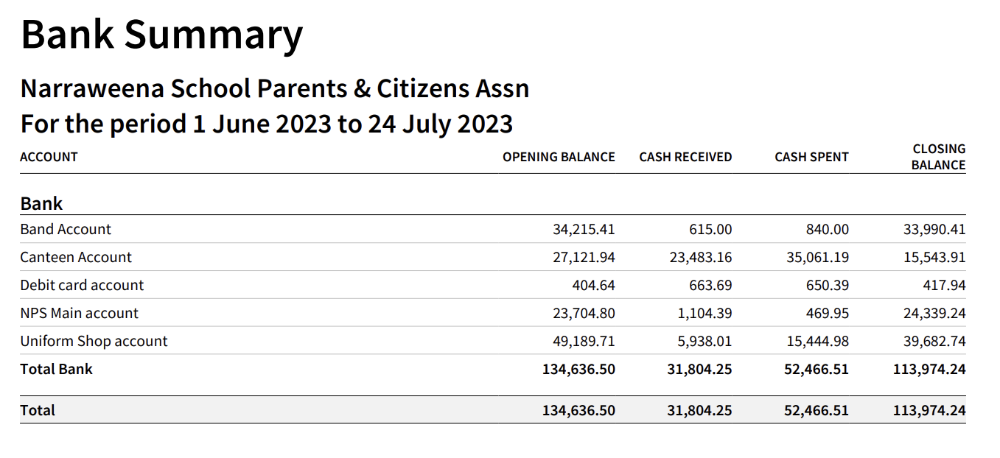 Bank Summary
Narraweena School Parents & Citizens Assn
For the period 1 June 2023 to 24 July 2023
ACCOUNT OPENING BALANCE CASH RECEIVED CASH SPENT CLOSING BALANCE
Bank
Band Account 34,215.41 615.00 840.00 33,990.41
Canteen Account 27,121.94 23,483.16 35,061.19 15,543.91
Debit card account 404.64 663.69 650.39 417.94
NPS Main account 23,704.80 1,104.39 469.95 24,339.24
Uniform Shop account 49,189.71 5,938.01 15,444.98 39,682.74
Total Bank 134,636.50 31,804.25 52,466.51 113,974.24
Total 134,636.50 31,804.25 52,466.51 113,974.24